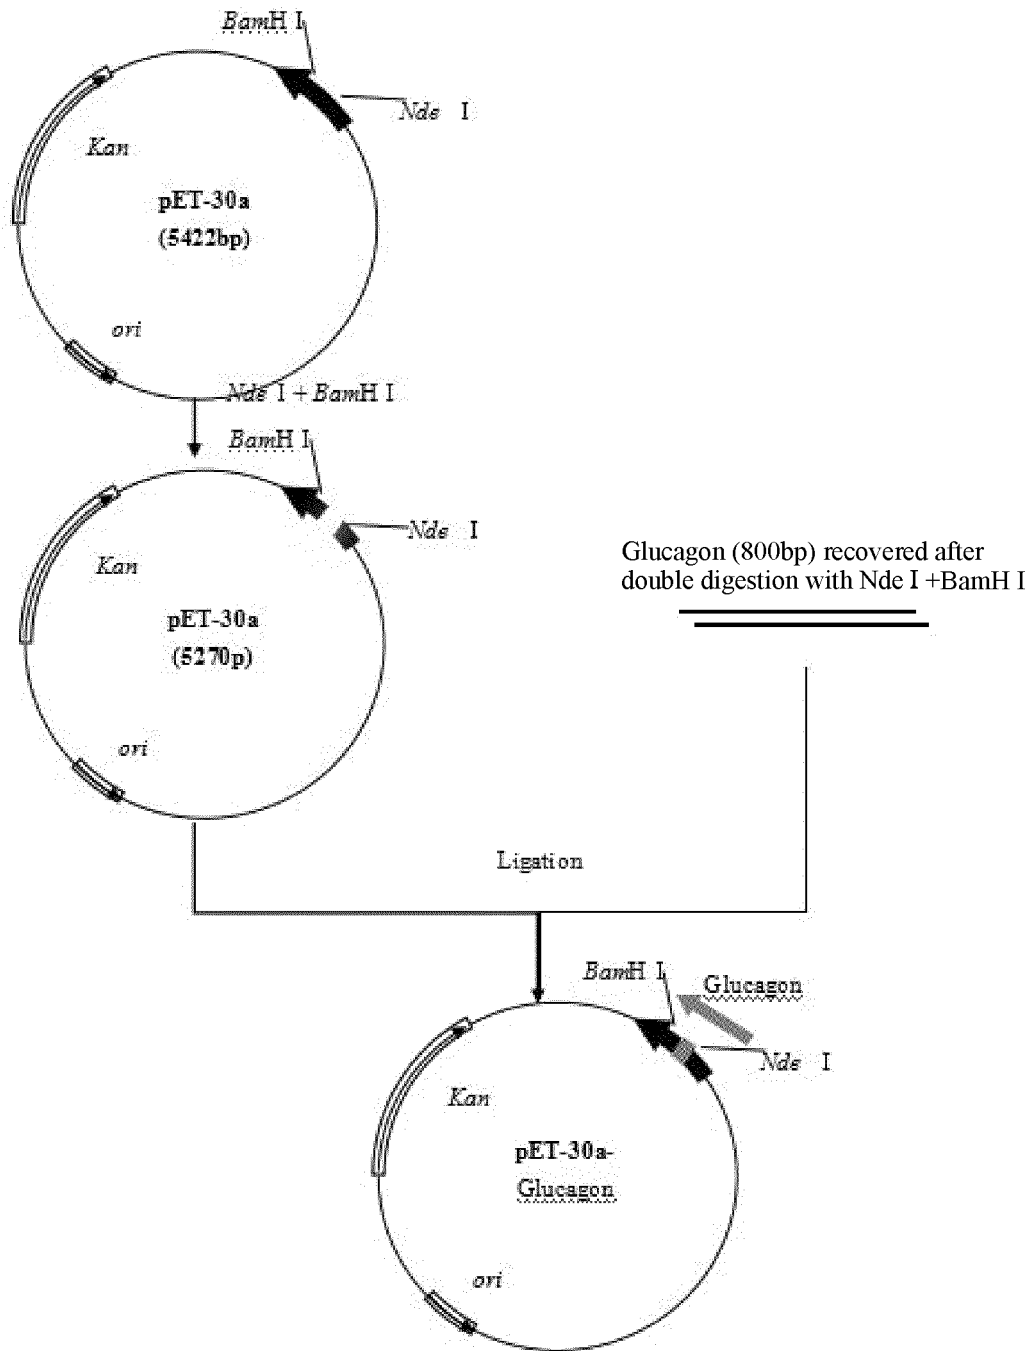 BamH I
Nde I
Kan
pET-30a
(5422bp)
ori
Nde I + BamH I
BamH I
Nde I
Kan
pET-30a
(5270p)
ori
Glucagon (800bp) recovered after
double digestion with Nde I +BamH I
Ligation
BamH I
Glucagon
Nde I
Kan
pET-30a-
Glucagon
ori